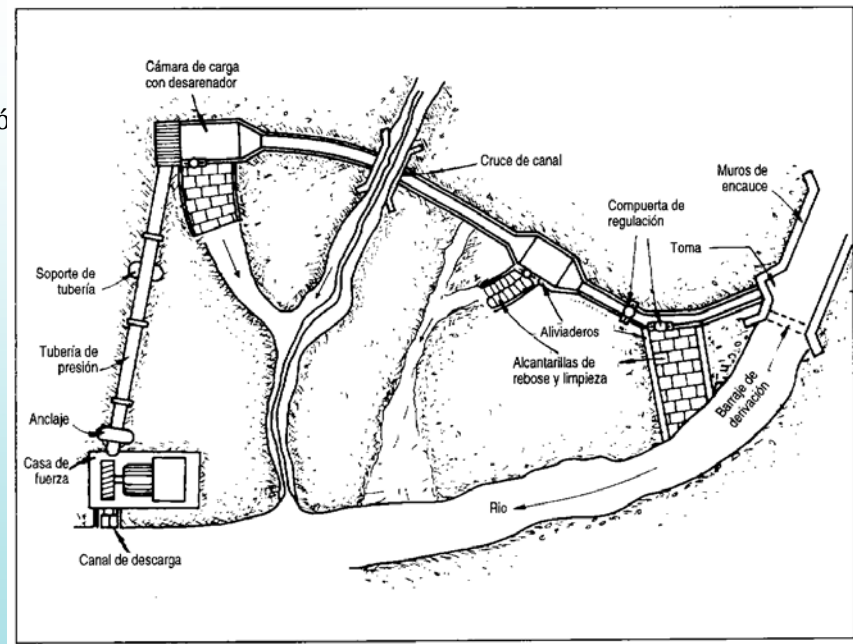 Cámara de carga
con desarenador
ó
Cruce de canal
Muros de
encauce
Compuerta de
regulación
Toma
Soporte de
tubería
Aliviaderos
Tubería de
presión
Alcantarillas de
rebose y limpieza
Barraje de
derivación
Anclaje
Casa de
fuerza
Río
Canal de descarga